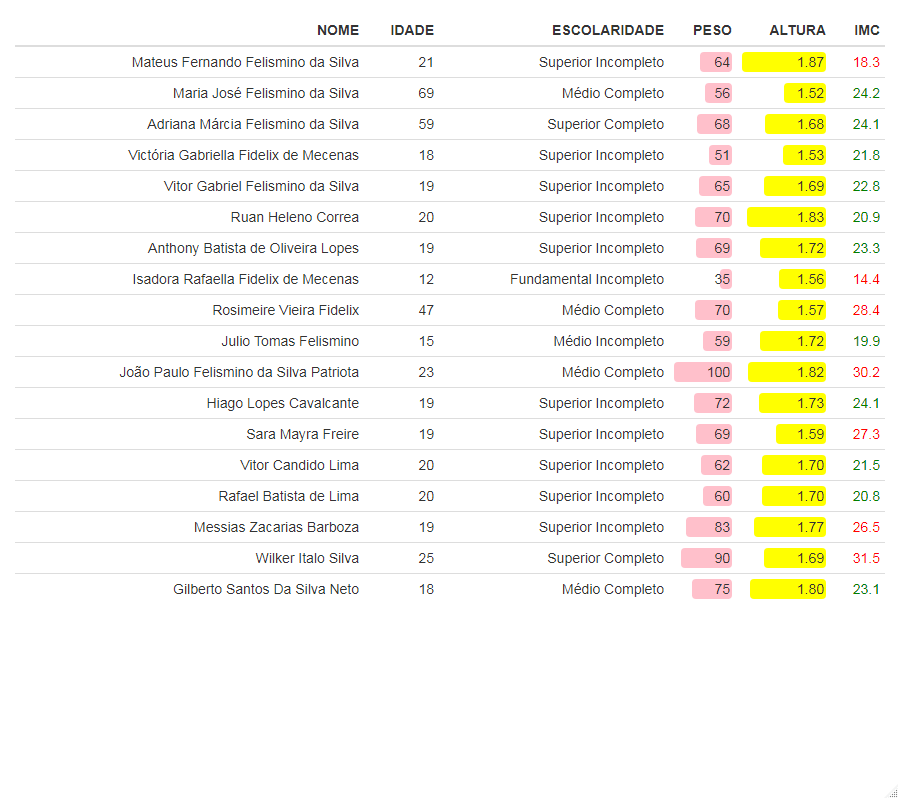 NOME IDADE ESCOLARIDADE PESO ALTURA IMC
Mateus Fernando Felismino da Silva 21 Superior Incompleto 64 1.87 18.3
Maria José Felismino da Silva 69 Médio Completo 56 1.52 24.2
Adriana Márcia Felismino da Silva 59 Superior Completo 68 1.68 24.1
Victória Gabriella Fidelix de Mecenas 18 Superior Incompleto 51 1.53 21.8
Vitor Gabriel Felismino da Silva 19 Superior Incompleto 65 1.69 22.8
Ruan Heleno Correa 20 Superior Incompleto 70 1.83 20.9
Anthony Batista de Oliveira Lopes 19 Superior Incompleto 69 1.72 23.3
Isadora Rafaella Fidelix de Mecenas 12 Fundamental Incompleto 35 1.56 14.4
Rosimeire Vieira Fidelix 47 Médio Completo 70 1.57 28.4
Julio Tomas Felismino 15 Médio Incompleto 59 1.72 19.9
João Paulo Felismino da Silva Patriota 23 Médio Completo 100 1.82 30.2
Hiago Lopes Cavalcante 19 Superior Incompleto 72 1.73 24.1
Sara Mayra Freire 19 Superior Incompleto 69 1.59 27.3
Vitor Candido Lima 20 Superior Incompleto 62 1.70 21.5
Rafael Batista de Lima 20 Superior Incompleto 60 1.70 20.8
Messias Zacarias Barboza 19 Superior Incompleto 83 1.77 26.5
Wilker Italo Silva 25 Superior Completo 90 1.69 31.5
Gilberto Santos Da Silva Neto 18 Médio Completo 75 1.80 23.1